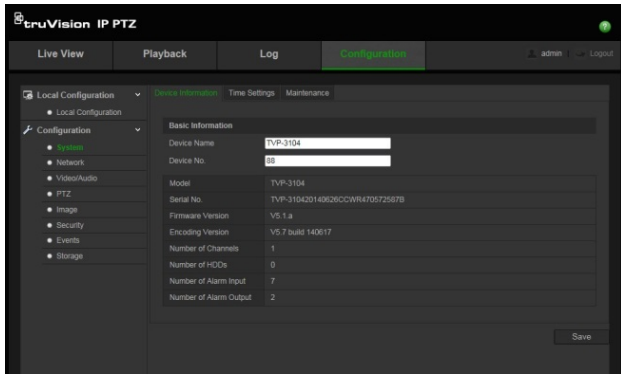 truVision IP PTZ
Live View Playback Log Configuration admin Logout
Local Configuration
Local Configuration
Configuration
System
Network
Video/Audio
PTZ
Image
Security
Events
Storage
Device Information Time Settings Maintenance
Basic Information
Device Name TVP-3104
Device No. 88
Model TVP-3104
Serial No. TVP-310420140626CCWR470572567B
Firmware Version V5.1.a
Encoding Version V5.7 build 140617
Number of Channels 1
Number of HDDs 0
Number of Alarm Input 7
Number of Alarm Output 2
Save